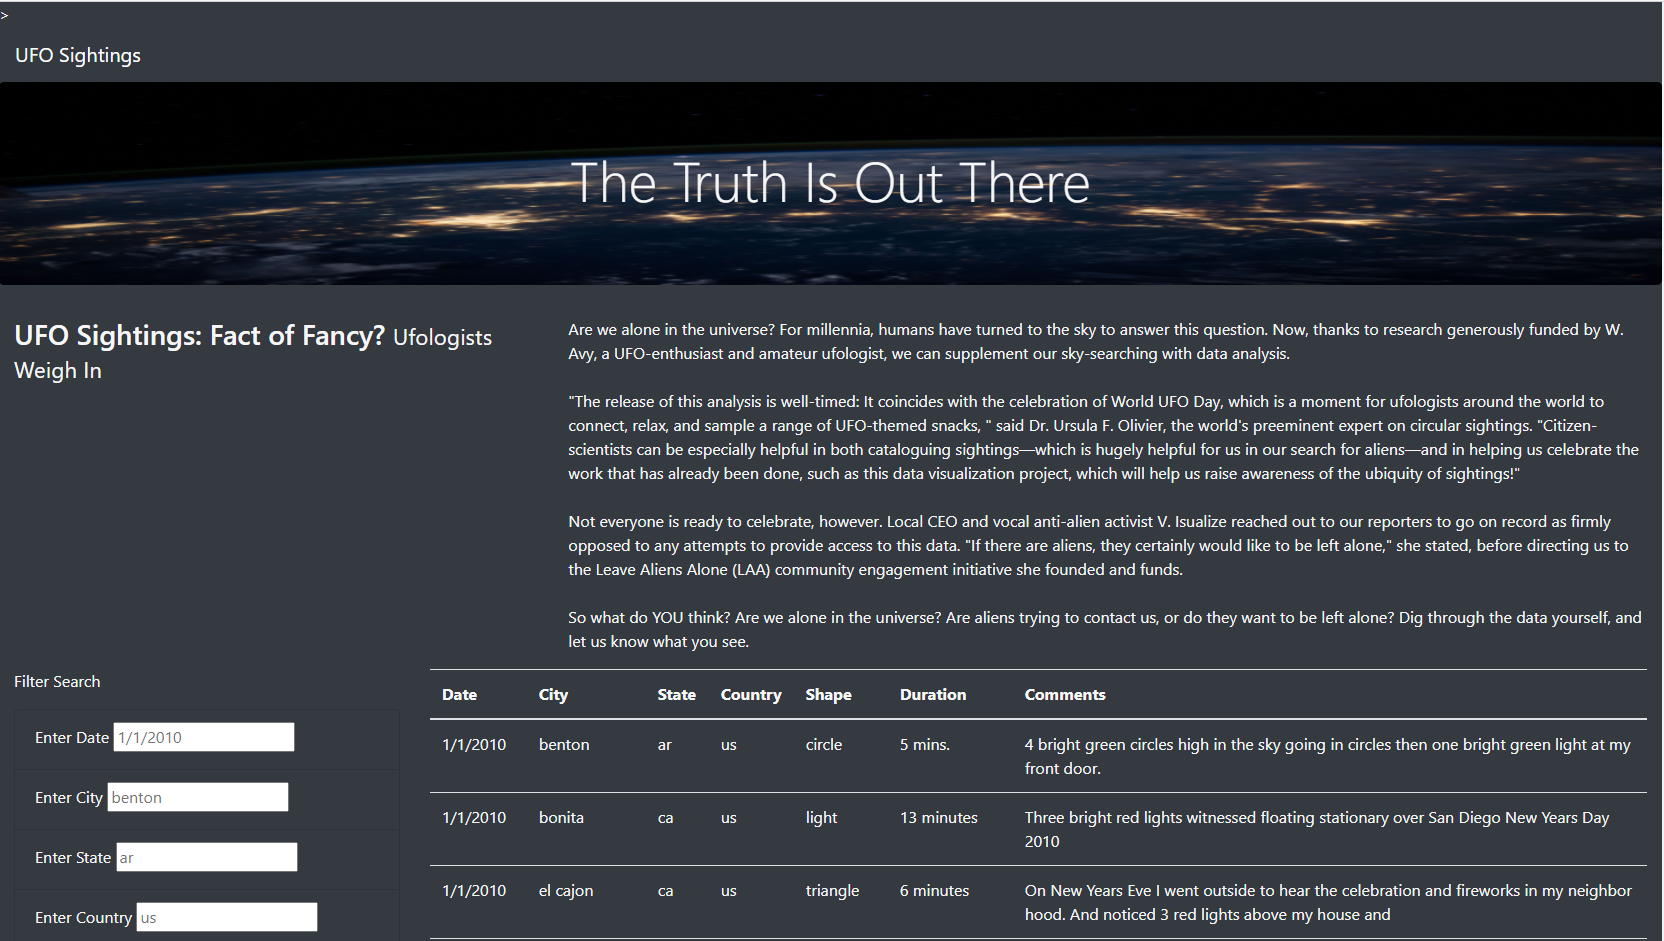 >
UFO Sightings
The Truth Is Out There
UFO Sightings: Fact of Fancy? Ufologists
Weigh In
Are we alone in the universe? For millennia, humans have turned to the sky to answer this question. Now, thanks to research generously funded by W.
Avy, a UFO-enthusiast and amateur ufologist, we can supplement our sky-searching with data analysis.
"The release of this analysis is well-timed: It coincides with the celebration of World UFO Day, which is a moment for ufologists around the world to
connect, relax, and sample a range of UFO-themed snacks, " said Dr. Ursula F. Olivier, the world's preeminent expert on circular sightings. "Citizen-
scientists can be especially helpful in both cataloguing sightings—which is hugely helpful for us in our search for aliens—and in helping us celebrate the
work that has already been done, such as this data visualization project, which will help us raise awareness of the ubiquity of sightings!"
Not everyone is ready to celebrate, however. Local CEO and vocal anti-alien activist V. Isualize reached out to our reporters to go on record as firmly
opposed to any attempts to provide access to this data. "If there are aliens, they certainly would like to be left alone," she stated, before directing us to
the Leave Aliens Alone (LAA) community engagement initiative she founded and funds.
So what do YOU think? Are we alone in the universe? Are aliens trying to contact us, or do they want to be left alone? Dig through the data yourself, and
let us know what you see.
Filter Search
Enter Date 1/1/2010
Enter City benton
Enter State ar
Enter Country us
Date City State Country Shape Duration Comments
1/1/2010 benton ar us circle 5 mins. 4 bright green circles high in the sky going in circles then one bright green light at my
front door.
1/1/2010 bonita ca us light 13 minutes Three bright red lights witnessed floating stationary over San Diego New Years Day
2010
1/1/2010 el cajon ca us triangle 6 minutes On New Years Eve I went outside to hear the celebration and fireworks in my neighbor
hood. And noticed 3 red lights above my house and